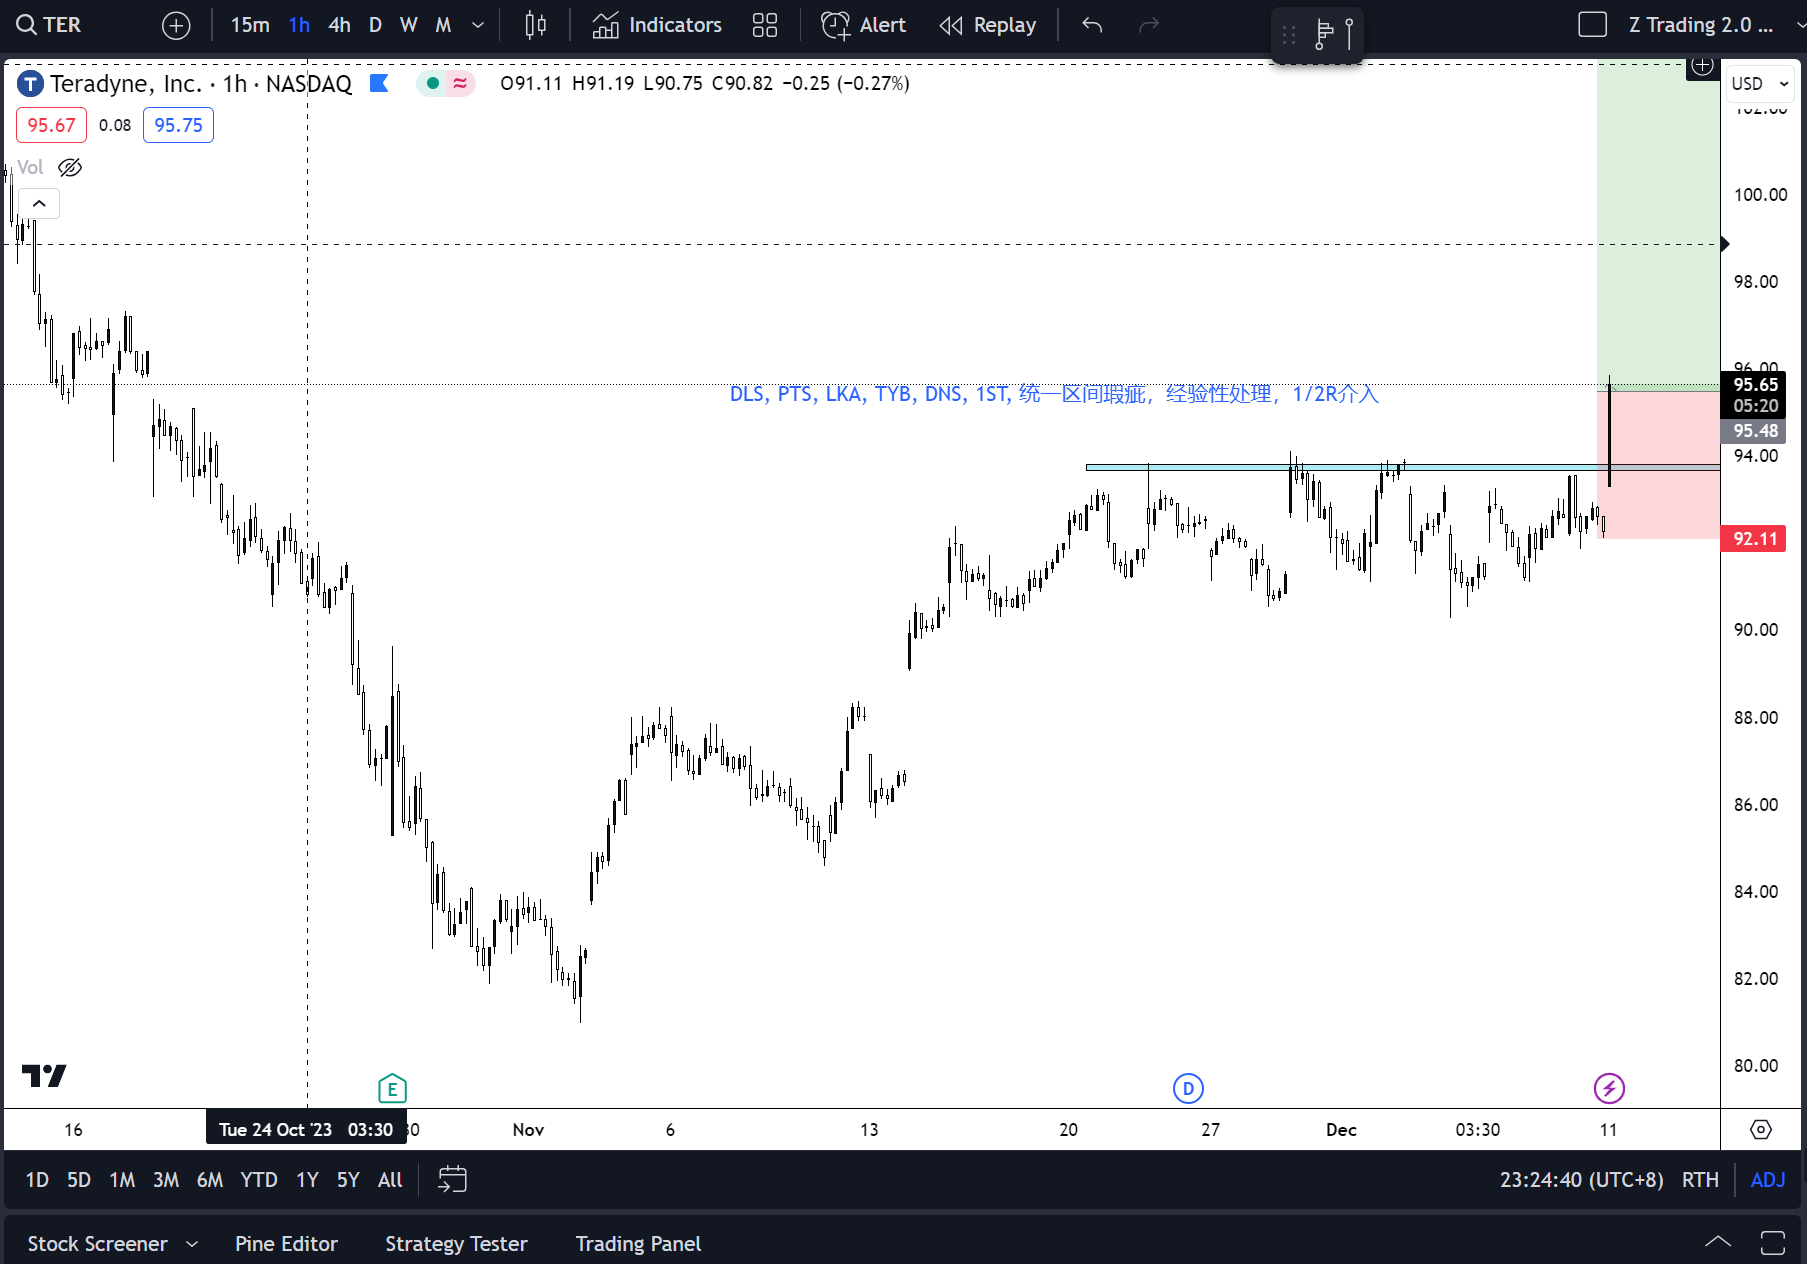 TER 15m 1h 4h D W M Indicators Alert Replay Z Trading 2.0 ...
T Teradyne, Inc. · 1h · NASDAQ O91.11 H91.19 L90.75 C90.82 −0.25 (−0.27%) USD
102.00
95.67 0.08 95.75
Vol
100.00
98.00
96.00
95.65
DLS, PTS, LKA, TYB, DNS, 1ST, 统一区间瑕疵，经验性处理，1/2R介入
05:20
95.48
94.00
92.11
90.00
88.00
86.00
84.00
82.00
80.00
E D
16 Tue 24 Oct '23 03:30 30 Nov 6 13 20 27 Dec 03:30 11
1D 5D 1M 3M 6M YTD 1Y 5Y All 23:24:40 (UTC+8) RTH ADJ
Stock Screener Pine Editor Strategy Tester Trading Panel